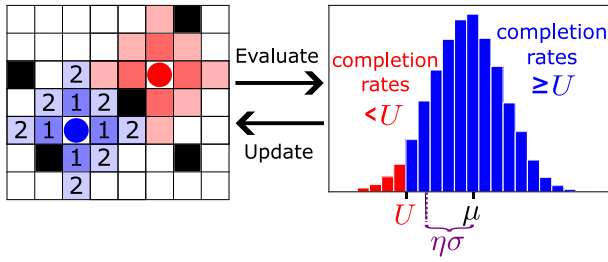 2
1 2
2 1 1 2
1 2
2
Evaluate
Update
completion
rates
<U
completion
rates
≥U
U
μ
ησ